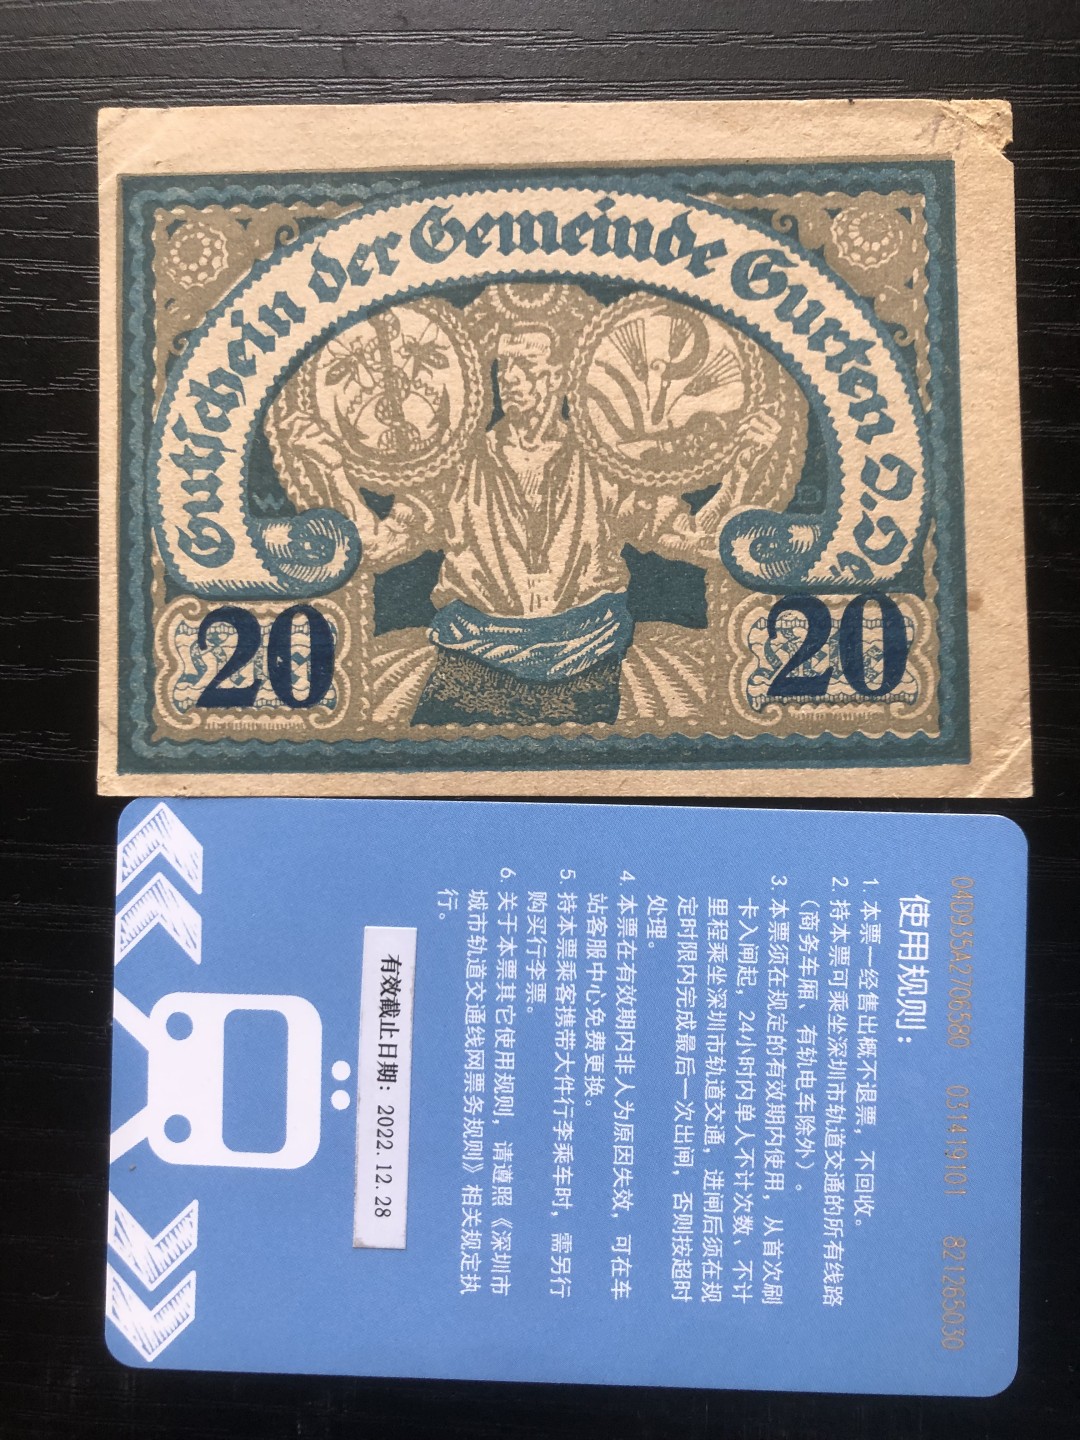 Gutschein der Gemeinde Gurten O.Ö.
20
20
04D935A2706580 031419101 821265030
使用规则：
1. 本票一经售出概不退票，不回收。
2. 持本票可乘坐深圳市轨道交通的所有线路
（商务车厢、有轨电车除外）。
3. 本票须在规定的有效期内使用，从首次刷
卡入闸起，24小时内单人不计次数、不计
里程乘坐深圳市轨道交通，进闸后须在规
定时限内完成最后一次出闸，否则按超时
处理。
4. 本票在有效期内非人为原因失效，可在车
站客服中心免费更换。
5. 持本票乘客携带大件行李乘车时，需另行
购买行李票。
6. 关于本票其它使用规则，请遵照《深圳市
城市轨道交通线网票务规则》相关规定执
行。
有效截止日期：2022.12.28